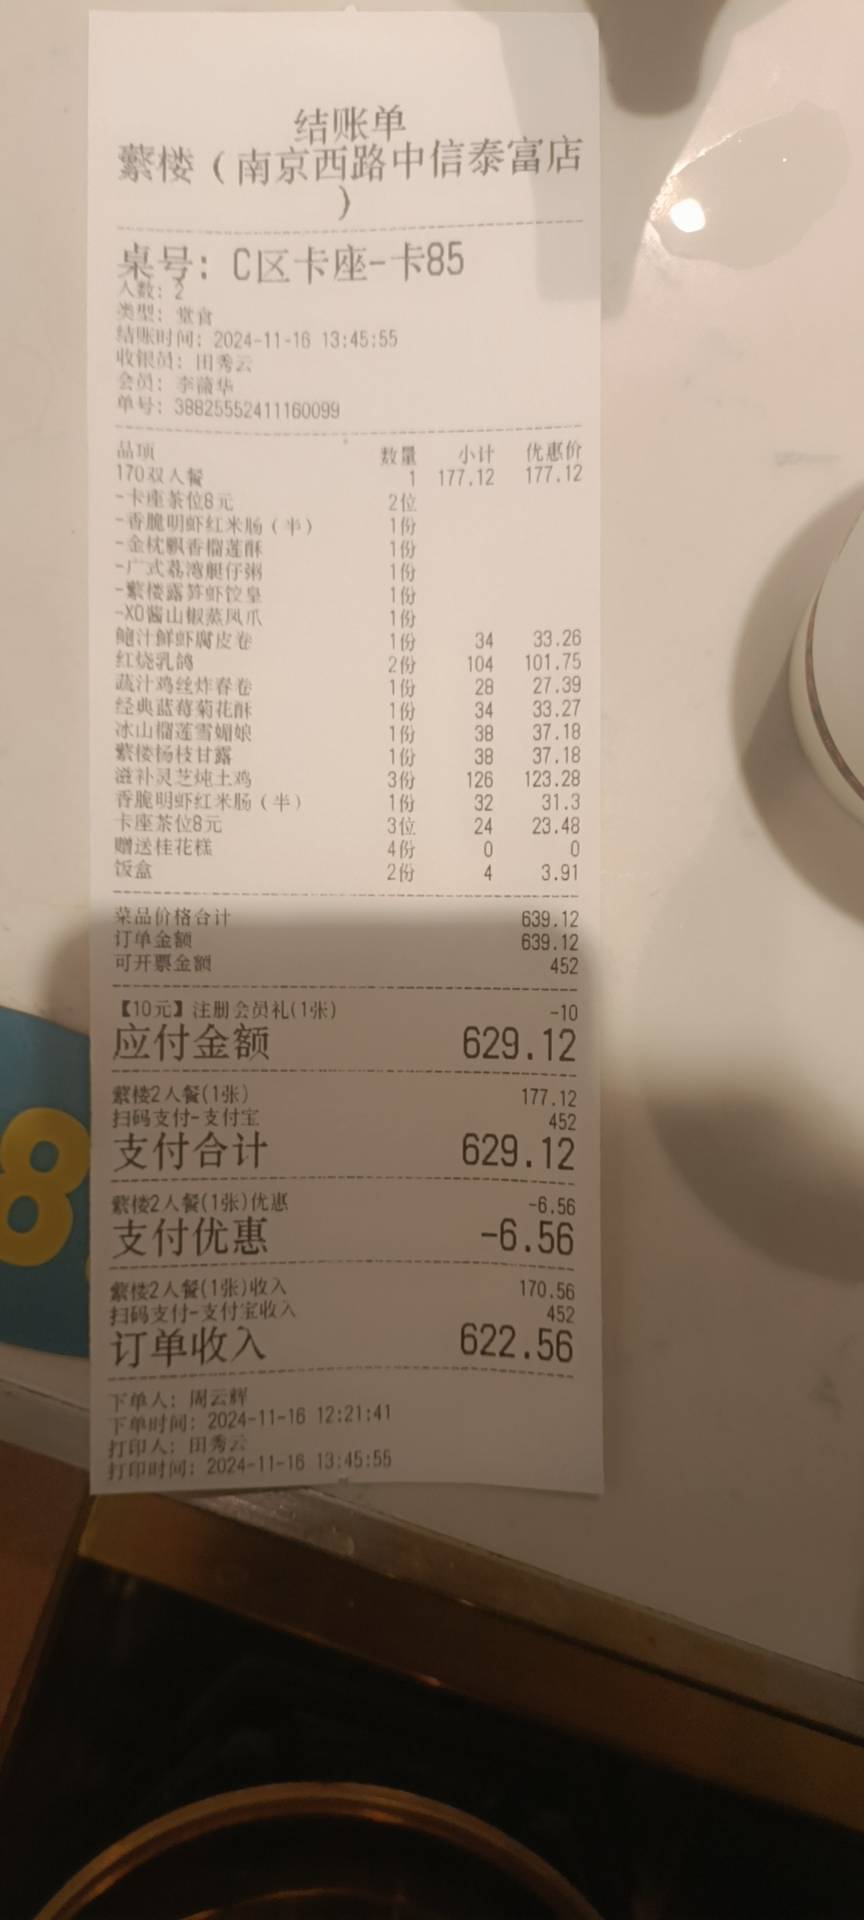 结账单
蘩楼（南京西路中信泰富店
）
桌号: C区卡座-卡85
人数: 2
类型: 堂食
结账时间: 2024-11-16 13:45:55
收银员: 田秀云
会员: 李薇华
单号: 38825552411160099
品项 数量 小计 优惠价
170双人餐 1 177.12 177.12
-卡座茶位8元 2位
-香脆明虾红米肠（半） 1份
-金枕飘香榴莲酥 1份
-广式荔湾艇仔粥 1份
-蘩楼露笋虾饺皇 1份
-XO酱山椒蒸凤爪 1份
鲍汁鲜虾腐皮卷 1份 34 33.26
红烧乳鸽 2份 104 101.75
蔬汁鸡丝炸春卷 1份 28 27.39
经典蓝莓菊花酥 1份 34 33.27
冰山榴莲雪媚娘 1份 38 37.18
蘩楼杨枝甘露 1份 38 37.18
滋补灵芝炖土鸡 3份 126 123.28
香脆明虾红米肠（半） 1份 32 31.3
卡座茶位8元 3位 24 23.48
赠送桂花糕 4份 0 0
饭盒 2份 4 3.91
菜品价格合计 639.12
订单金额 639.12
可开票金额 452
【10元】注册会员礼(1张) -10
应付金额 629.12
蘩楼2人餐(1张) 177.12
扫码支付-支付宝 452
支付合计 629.12
蘩楼2人餐(1张)优惠 -6.56
支付优惠 -6.56
蘩楼2人餐(1张)收入 170.56
扫码支付-支付宝收入 452
订单收入 622.56
下单人: 周云辉
下单时间: 2024-11-16 12:21:41
打印人: 田秀云
打印时间: 2024-11-16 13:45:55
8